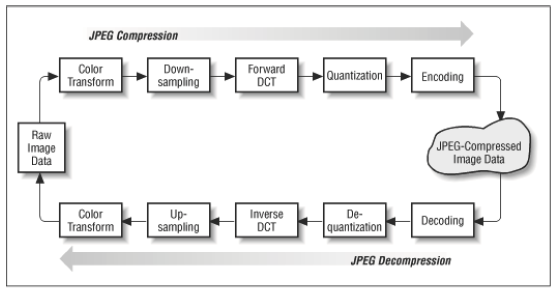 JPEG Compression
Color
Transform
Down-
sampling
Forward
DCT
Quantization
Encoding
Raw
Image
Data
JPEG-Compressed
Image Data
Color
Transform
Up-
sampling
Inverse
DCT
De-
quantization
Decoding
JPEG Decompression